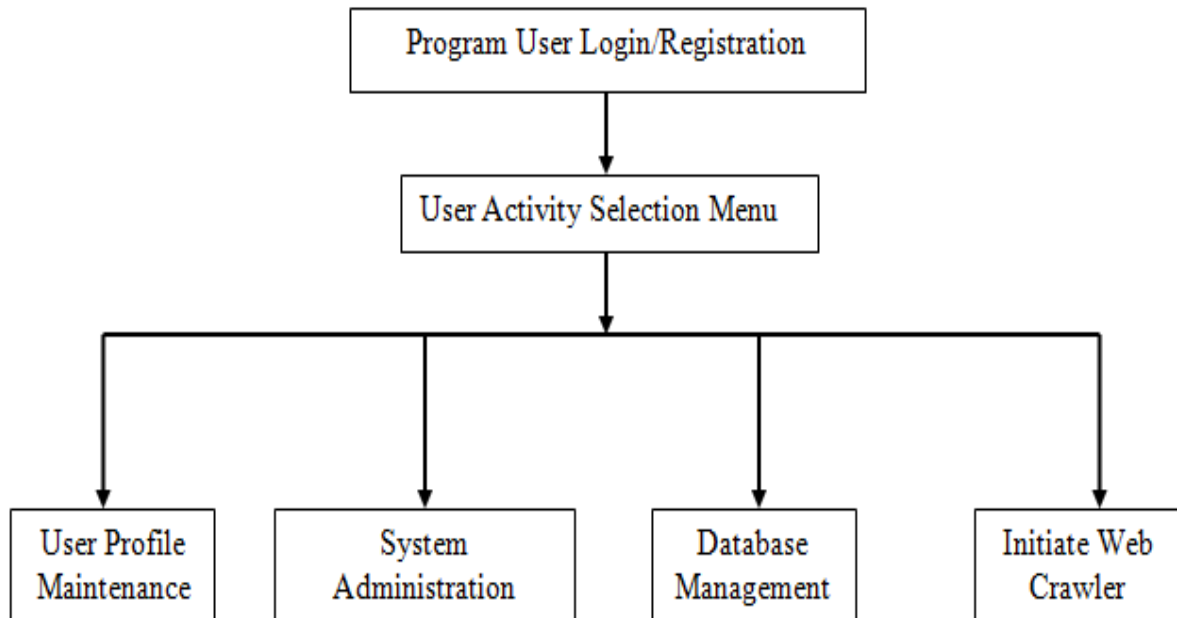 Program User Login/Registration
User Activity Selection Menu
User Profile
Maintenance
System
Administration
Database
Management
Initiate Web
Crawler